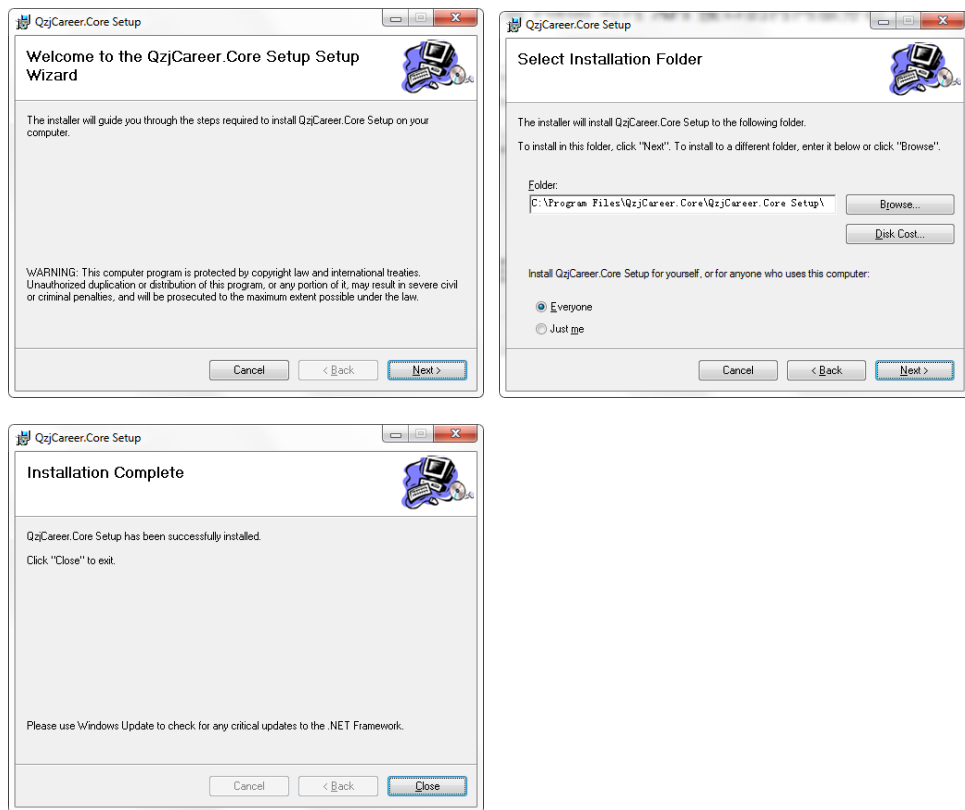 QzjCareer.Core Setup
Welcome to the QzjCareer.Core Setup Setup
Wizard
The installer will guide you through the steps required to install QzjCareer.Core Setup on your
computer.
WARNING: This computer program is protected by copyright law and international treaties.
Unauthorized duplication or distribution of this program, or any portion of it, may result in severe civil
or criminal penalties, and will be prosecuted to the maximum extent possible under the law.
Cancel
< Back
Next >
QzjCareer.Core Setup
Select Installation Folder
The installer will install QzjCareer.Core Setup to the following folder.
To install in this folder, click "Next". To install to a different folder, enter it below or click "Browse".
Folder:
C:\Program Files\QzjCareer.Core\QzjCareer.Core Setup\
Browse...
Disk Cost...
Install QzjCareer.Core Setup for yourself, or for anyone who uses this computer:
Everyone
Just me
Cancel
< Back
Next >
QzjCareer.Core Setup
Installation Complete
QzjCareer.Core Setup has been successfully installed.
Click "Close" to exit.
Please use Windows Update to check for any critical updates to the .NET Framework.
Cancel
< Back
Close